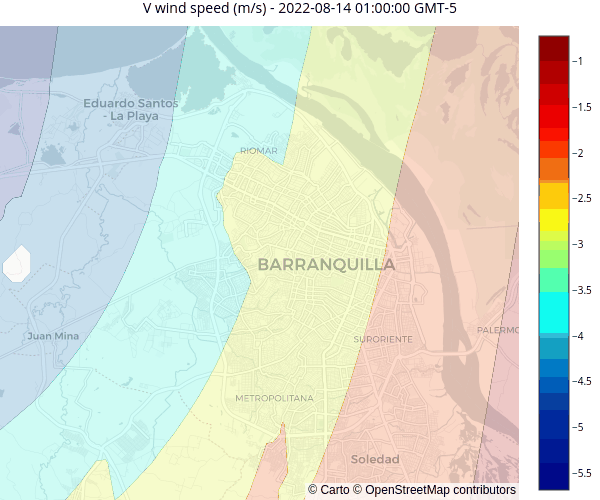 V wind speed (m/s) - 2022-08-14 01:00:00 GMT-5
Eduardo Santos
- La Playa
RIOMAR
BARRANQUILLA
Juan Mina
SURORIENTE
PALERMO
METROPOLITANA
Soledad
© Carto © OpenStreetMap contributors
−1
−1.5
−2
−2.5
−3
−3.5
−4
−4.5
−5
−5.5